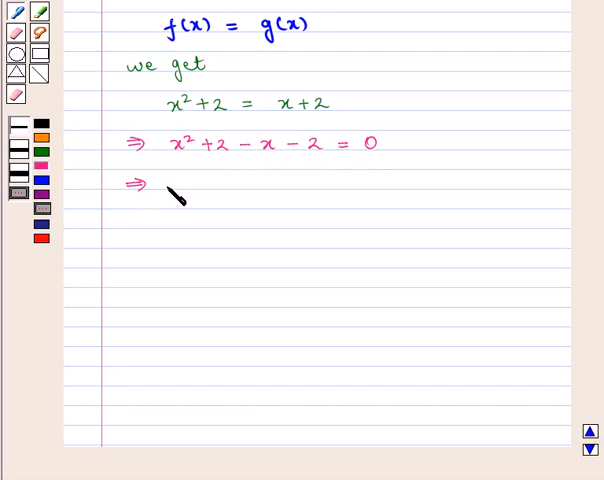 f(x) = g(x)
we get
x² + 2 = x + 2
⇒ x² + 2 - x - 2 = 0
⇒